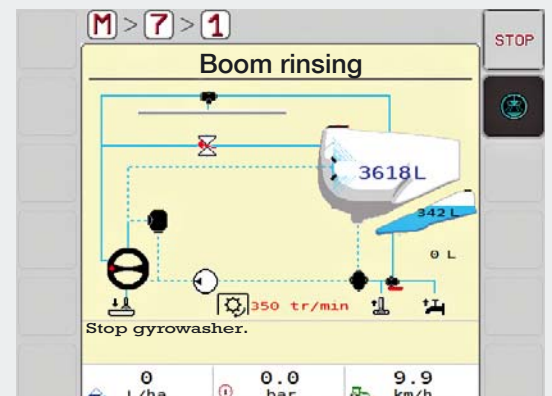 M > 7 > 1
STOP
Boom rinsing
3618L
342 L
0 L
350 tr/min
Stop gyrowasher.
0 0.0 9.9
L/ha bar km/h